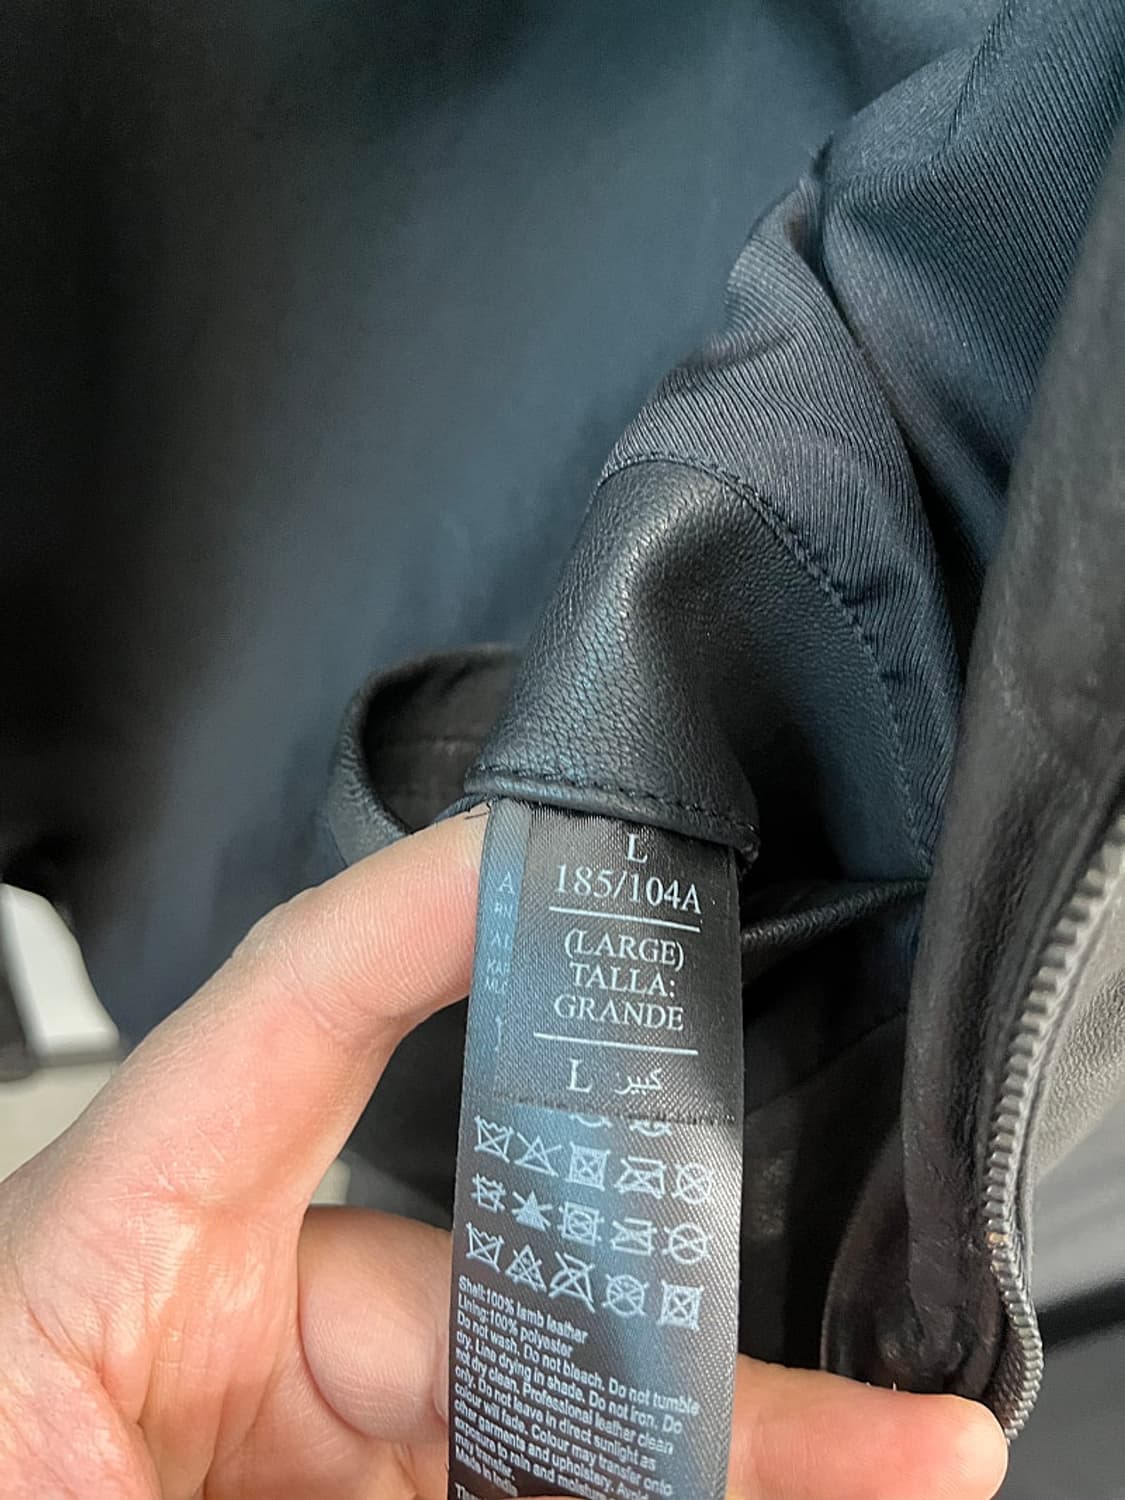 L
185/104A
(LARGE)
TALLA:
GRANDE
L كبير
Shell:100% lamb leather
Lining:100% polyester
Do not wash. Do not bleach. Do not tumble
dry. Line drying in shade. Do not iron. Do
not dry clean. Professional leather clean
only. Do not leave in direct sunlight as
colour will fade. Colour may transfer onto
other garments and upholstery. Avoid
exposure to rain and moisture
may transfer.
Made in India